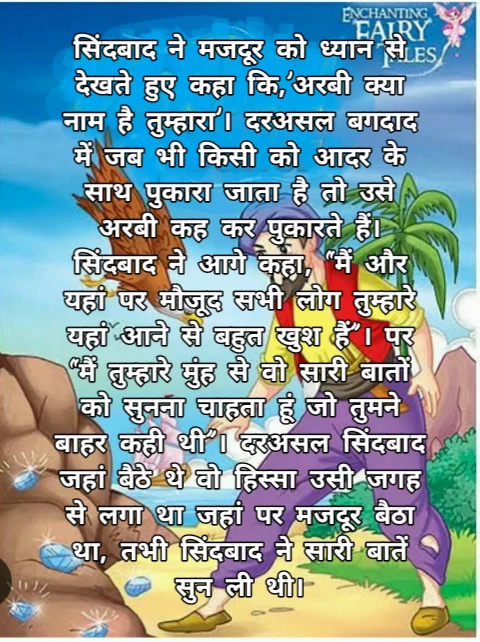 ENCHANTING
FAIRY
TALES
सिंदबाद ने मजदूर को ध्यान से
देखते हुए कहा कि,‘अरबी क्या
नाम है तुम्हारा’। दरअसल बगदाद
में जब भी किसी को आदर के
साथ पुकारा जाता है तो उसे
अरबी कह कर पुकारते हैं।
सिंदबाद ने आगे कहा, “मैं और
यहां पर मौजूद सभी लोग तुम्हारे
यहां आने से बहुत खुश हैं”। पर
“मैं तुम्हारे मुंह से वो सारी बातों
को सुनना चाहता हूं जो तुमने
बाहर कही थी”। दरअसल सिंदबाद
जहां बैठे थे वो हिस्सा उसी जगह
से लगा था जहां पर मजदूर बैठा
था, तभी सिंदबाद ने सारी बातें
सुन ली थी।